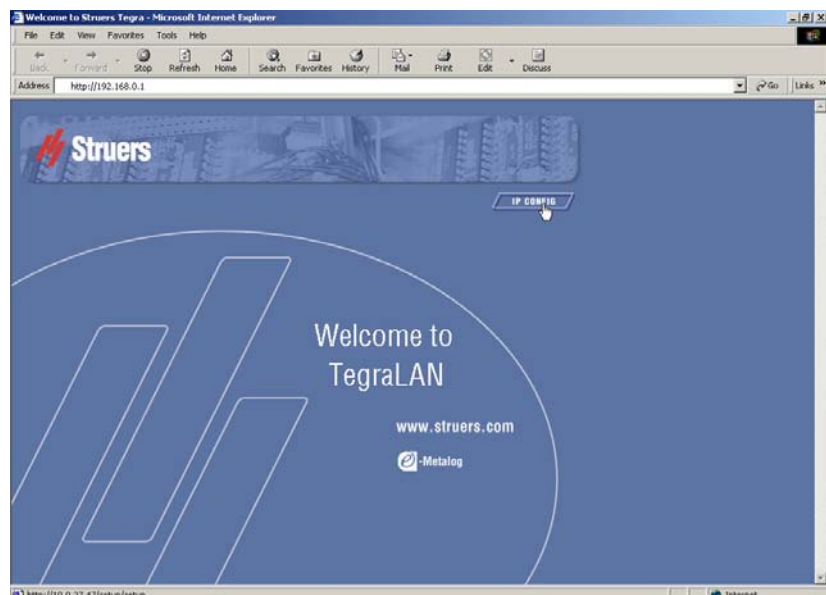 Welcome to Struers Tegra - Microsoft Internet Explorer
File Edit View Favorites Tools Help
Back Forward Stop Refresh Home Search Favorites History Mail Print Edit Discuss
Address http://192.168.0.1 Go Links »
Struers
IP CONFIG
Welcome to
TegraLAN
www.struers.com
e-Metalog
Internet